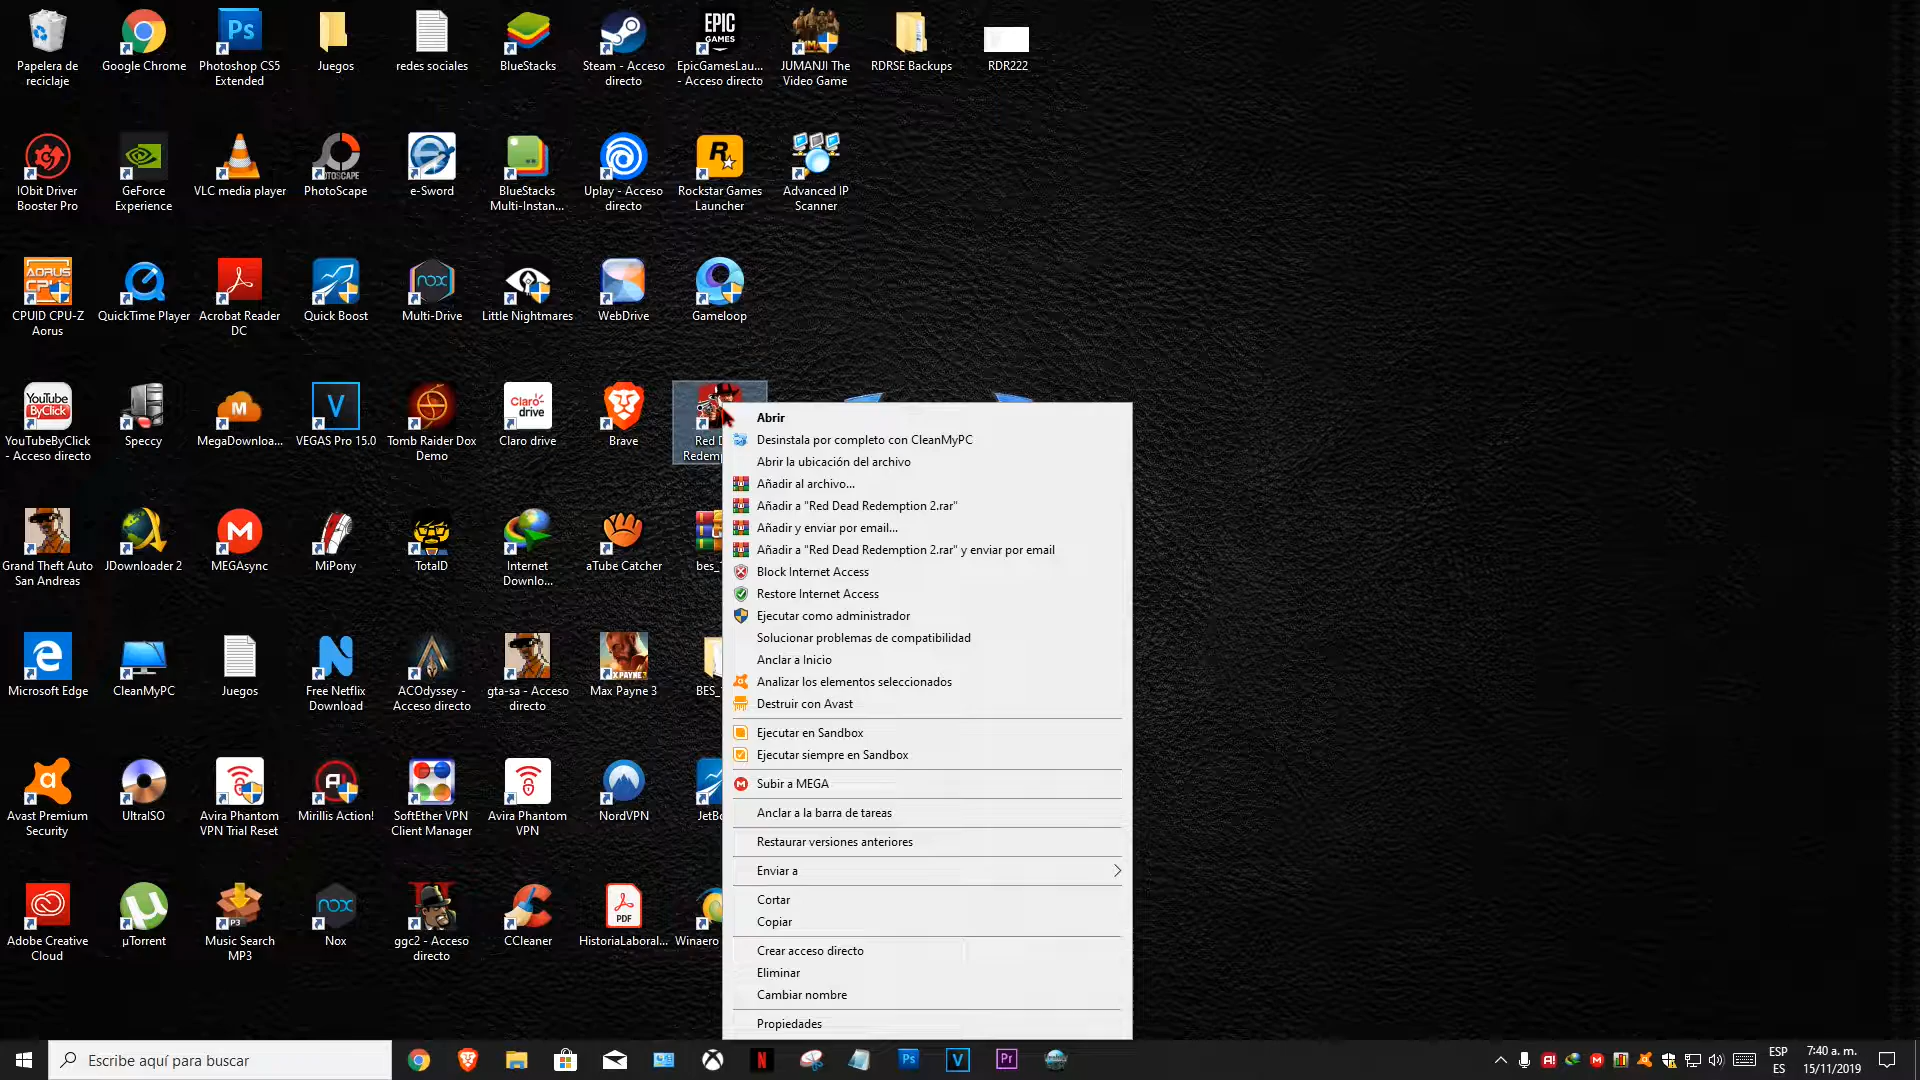 Papelera de
reciclaje
Google Chrome
Photoshop CS5
Extended
Juegos
redes sociales
BlueStacks
Steam - Acceso
directo
EPIC
GAMES
EpicGamesLau...
- Acceso directo
JUMANJI The
Video Game
RDRSE Backups
RDR222
IObit Driver
Booster Pro
GeForce
Experience
VLC media player
PhotoScape
e-Sword
BlueStacks
Multi-Instan...
Uplay - Acceso
directo
Rockstar Games
Launcher
Advanced IP
Scanner
CPUID CPU-Z
Aorus
QuickTime Player
Acrobat Reader
DC
Quick Boost
nox
Multi-Drive
Little Nightmares
WebDrive
Gameloop
YouTube
ByClick
YouTubeByClick
- Acceso directo
Speccy
MegaDownloa...
VEGAS Pro 15.0
Tomb Raider Dox
Demo
Claro-
drive
Claro drive
Brave
Red D
Redemp
Grand Theft Auto
San Andreas
JDownloader 2
MEGAsync
MiPony
TotalD
Internet
Downlo...
aTube Catcher
bes_
Microsoft Edge
CleanMyPC
Juegos
Free Netflix
Download
ACOdyssey -
Acceso directo
gta-sa - Acceso
directo
Max Payne 3
BES_
Avast Premium
Security
UltraISO
Avira Phantom
VPN Trial Reset
Mirillis Action!
SoftEther VPN
Client Manager
Avira Phantom
VPN
NordVPN
JetBo
Adobe Creative
Cloud
µTorrent
P3
Music Search
MP3
nox
Nox
ggc2 - Acceso
directo
CCleaner
PDF
HistoriaLaboral...
Winaero
Abrir
Desinstala por completo con CleanMyPC
Abrir la ubicación del archivo
Añadir al archivo...
Añadir a "Red Dead Redemption 2.rar"
Añadir y enviar por email...
Añadir a "Red Dead Redemption 2.rar" y enviar por email
Block Internet Access
Restore Internet Access
Ejecutar como administrador
Solucionar problemas de compatibilidad
Anclar a Inicio
Analizar los elementos seleccionados
Destruir con Avast
Ejecutar en Sandbox
Ejecutar siempre en Sandbox
Subir a MEGA
Anclar a la barra de tareas
Restaurar versiones anteriores
Enviar a
Cortar
Copiar
Crear acceso directo
Eliminar
Cambiar nombre
Propiedades
Escribe aquí para buscar
ESP
ES
7:40 a. m.
15/11/2019